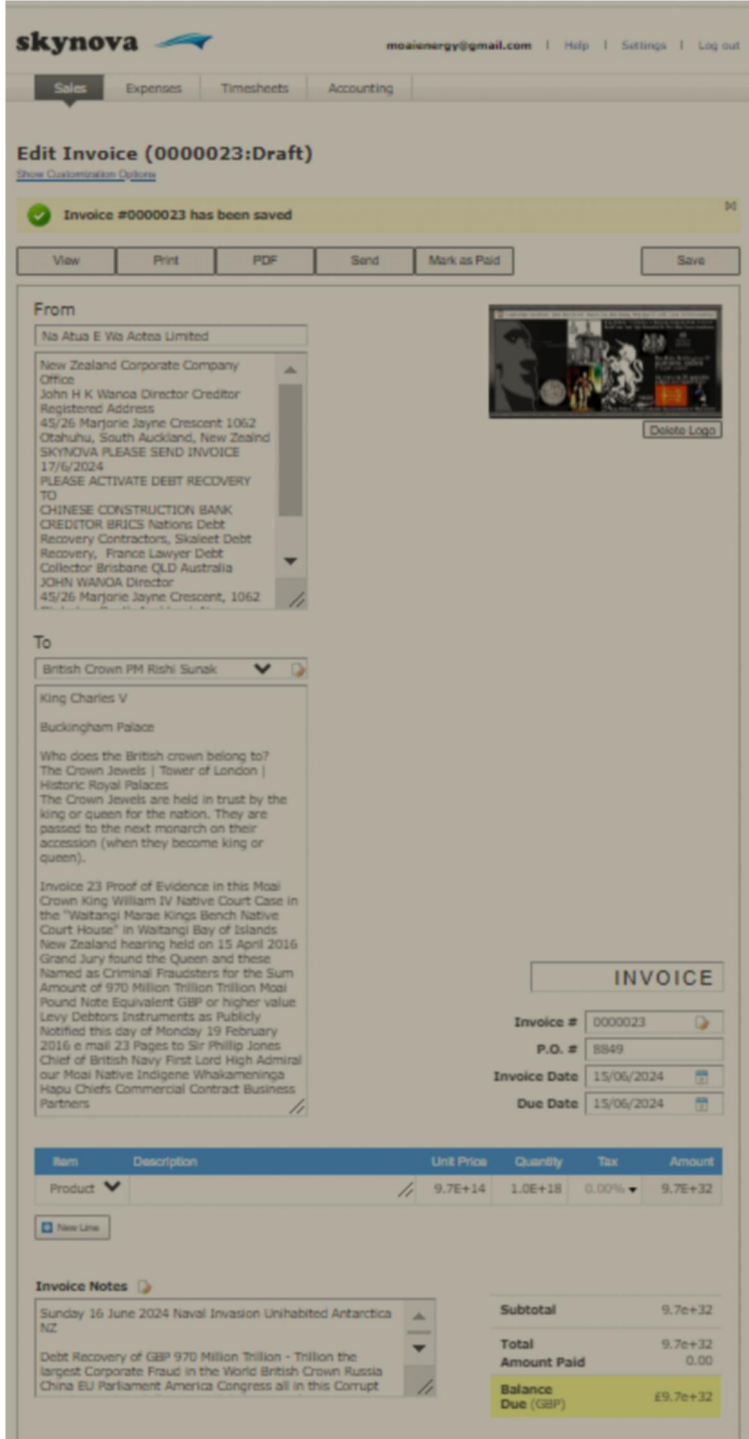 skynova
moaienergy@gmail.com | Help | Settings | Log out
Sales Expenses Timesheets Accounting
Edit Invoice (0000023:Draft)
Show Customization Options
Invoice #0000023 has been saved
View Print PDF Send Mark as Paid Save
From
Na Atua E Wa Aotea Limited
New Zealand Corporate Company
Office
John H K Wanoa Director Creditor
Registered Address
45/26 Marjorie Jayne Crescent 1062
Otahuhu, South Auckland, New Zealnd
SKYNOVA PLEASE SEND INVOICE
17/6/2024
PLEASE ACTIVATE DEBT RECOVERY
TO
CHINESE CONSTRUCTION BANK
CREDITOR BRICS Nations Debt
Recovery Contractors, Skaleet Debt
Recovery, France Lawyer Debt
Collector Brisbane QLD Australia
JOHN WANOA Director
45/26 Marjorie Jayne Crescent, 1062
Delete Logo
To
British Crown PM Rishi Sunak
King Charles V
Buckingham Palace
Who does the British crown belong to?
The Crown Jewels | Tower of London |
Historic Royal Palaces
The Crown Jewels are held in trust by the
king or queen for the nation. They are
passed to the next monarch on their
accession (when they become king or
queen).
Invoice 23 Proof of Evidence in this Moai
Crown King William IV Native Court Case in
the "Waitangi Marae Kings Bench Native
Court House" in Waitangi Bay of Islands
New Zealand hearing held on 15 April 2016
Grand Jury found the Queen and these
Named as Criminal Fraudsters for the Sum
Amount of 970 Million Trillion Trillion Moai
Pound Note Equivalent GBP or higher value
Levy Debtors Instruments as Publicly
Notified this day of Monday 19 February
2016 e mail 23 Pages to Sir Phillip Jones
Chief of British Navy First Lord High Admiral
our Moai Native Indigene Whakameninga
Hapu Chiefs Commercial Contract Business
Partners
INVOICE
Invoice # 0000023
P.O. # 8849
Invoice Date 15/06/2024
Due Date 15/06/2024
Item Description Unit Price Quantity Tax Amount
Product 9.7E+14 1.0E+18 0.00% 9.7E+32
New Line
Invoice Notes
Sunday 16 June 2024 Naval Invasion Unihabited Antarctica
NZ
Debt Recovery of GBP 970 Million Trillion - Trillion the
largest Corporate Fraud in the World British Crown Russia
China EU Parliament America Congress all in this Corrupt
Subtotal 9.7e+32
Total 9.7e+32
Amount Paid 0.00
Balance
Due (GBP) £9.7e+32